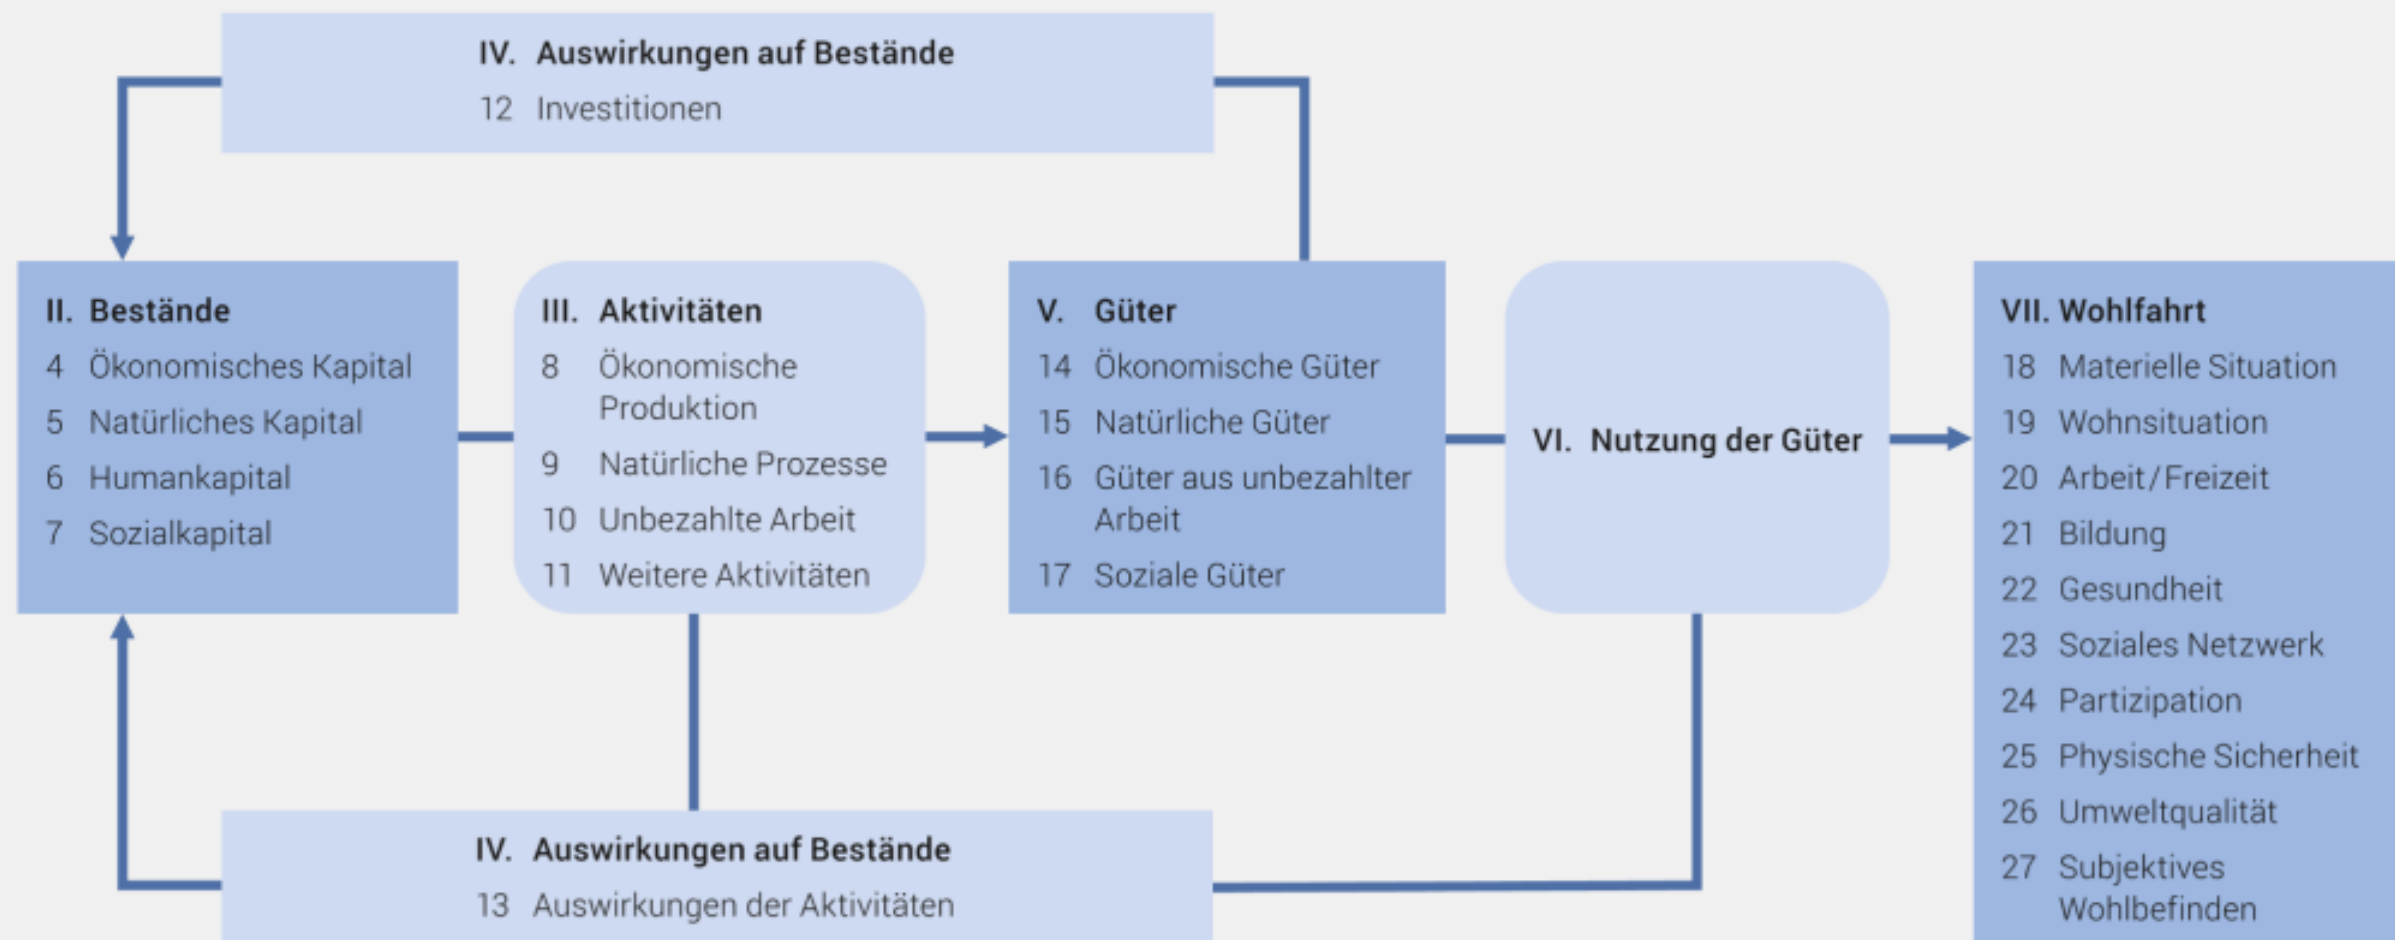 IV. Auswirkungen auf Bestände
12 Investitionen
II. Bestände
4 Ökonomisches Kapital
5 Natürliches Kapital
6 Humankapital
7 Sozialkapital
III. Aktivitäten
8 Ökonomische
Produktion
9 Natürliche Prozesse
10 Unbezahlte Arbeit
11 Weitere Aktivitäten
V. Güter
14 Ökonomische Güter
15 Natürliche Güter
16 Güter aus unbezahlter
Arbeit
17 Soziale Güter
VI. Nutzung der Güter
VII. Wohlfahrt
18 Materielle Situation
19 Wohnsituation
20 Arbeit/Freizeit
21 Bildung
22 Gesundheit
23 Soziales Netzwerk
24 Partizipation
25 Physische Sicherheit
26 Umweltqualität
27 Subjektives
Wohlbefinden
IV. Auswirkungen auf Bestände
13 Auswirkungen der Aktivitäten